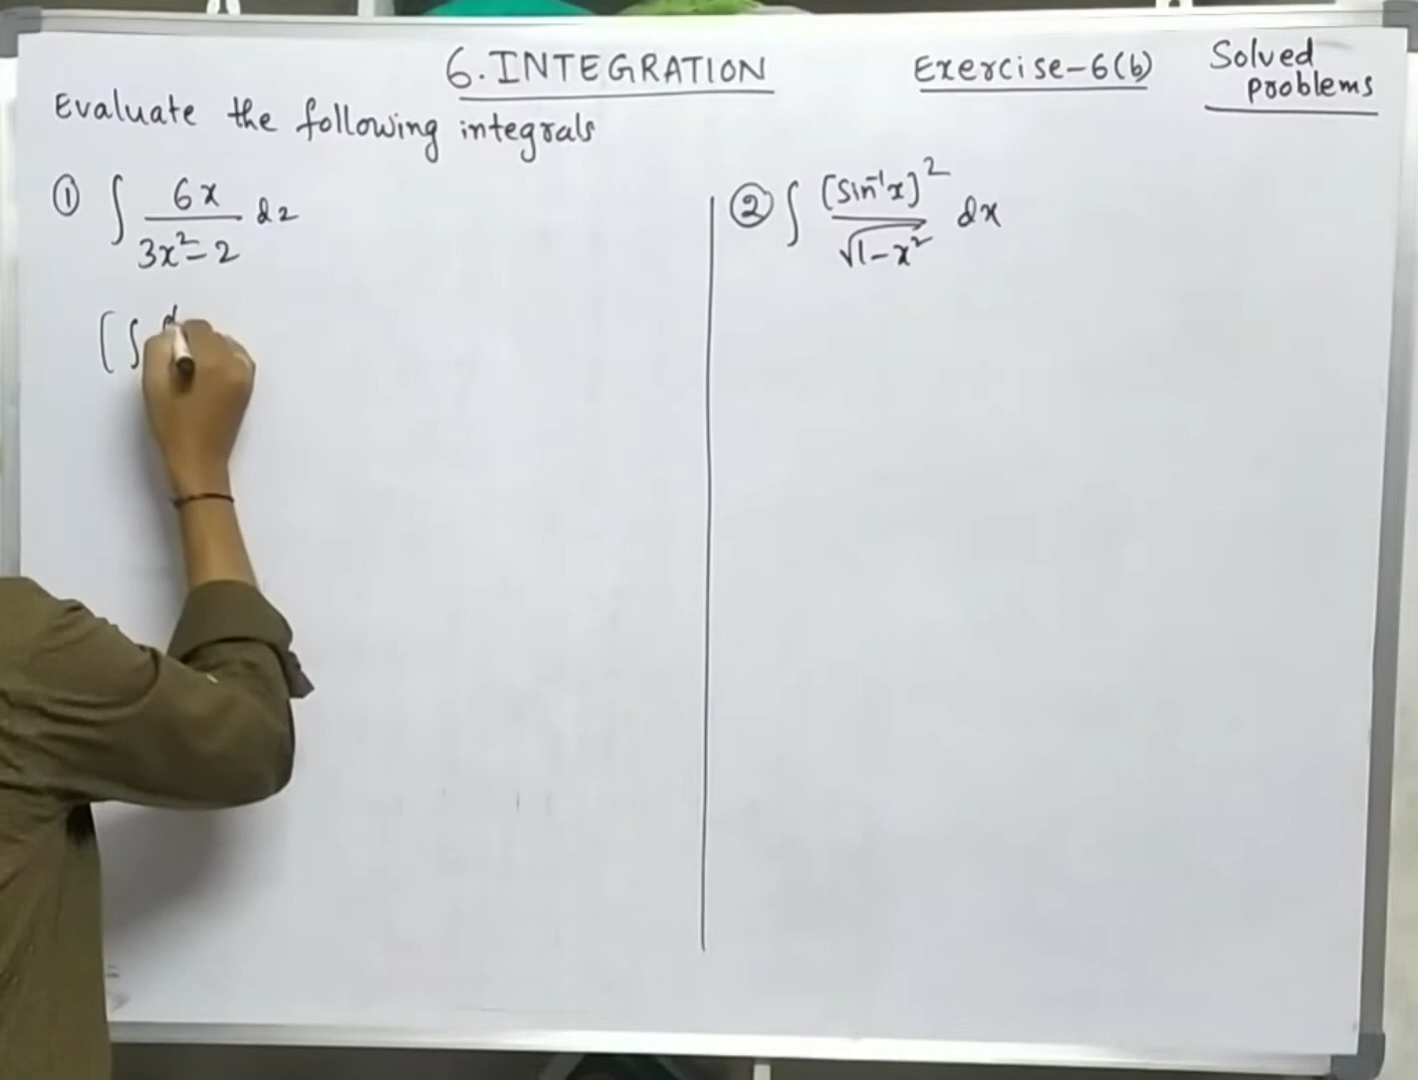 6. INTEGRATION
Exercise-6(b)
Solved problems
Evaluate the following integrals
① ∫ 6x / 3x²-2 dx
[∫
② ∫ (Sin⁻¹x)² / √1-x² dx